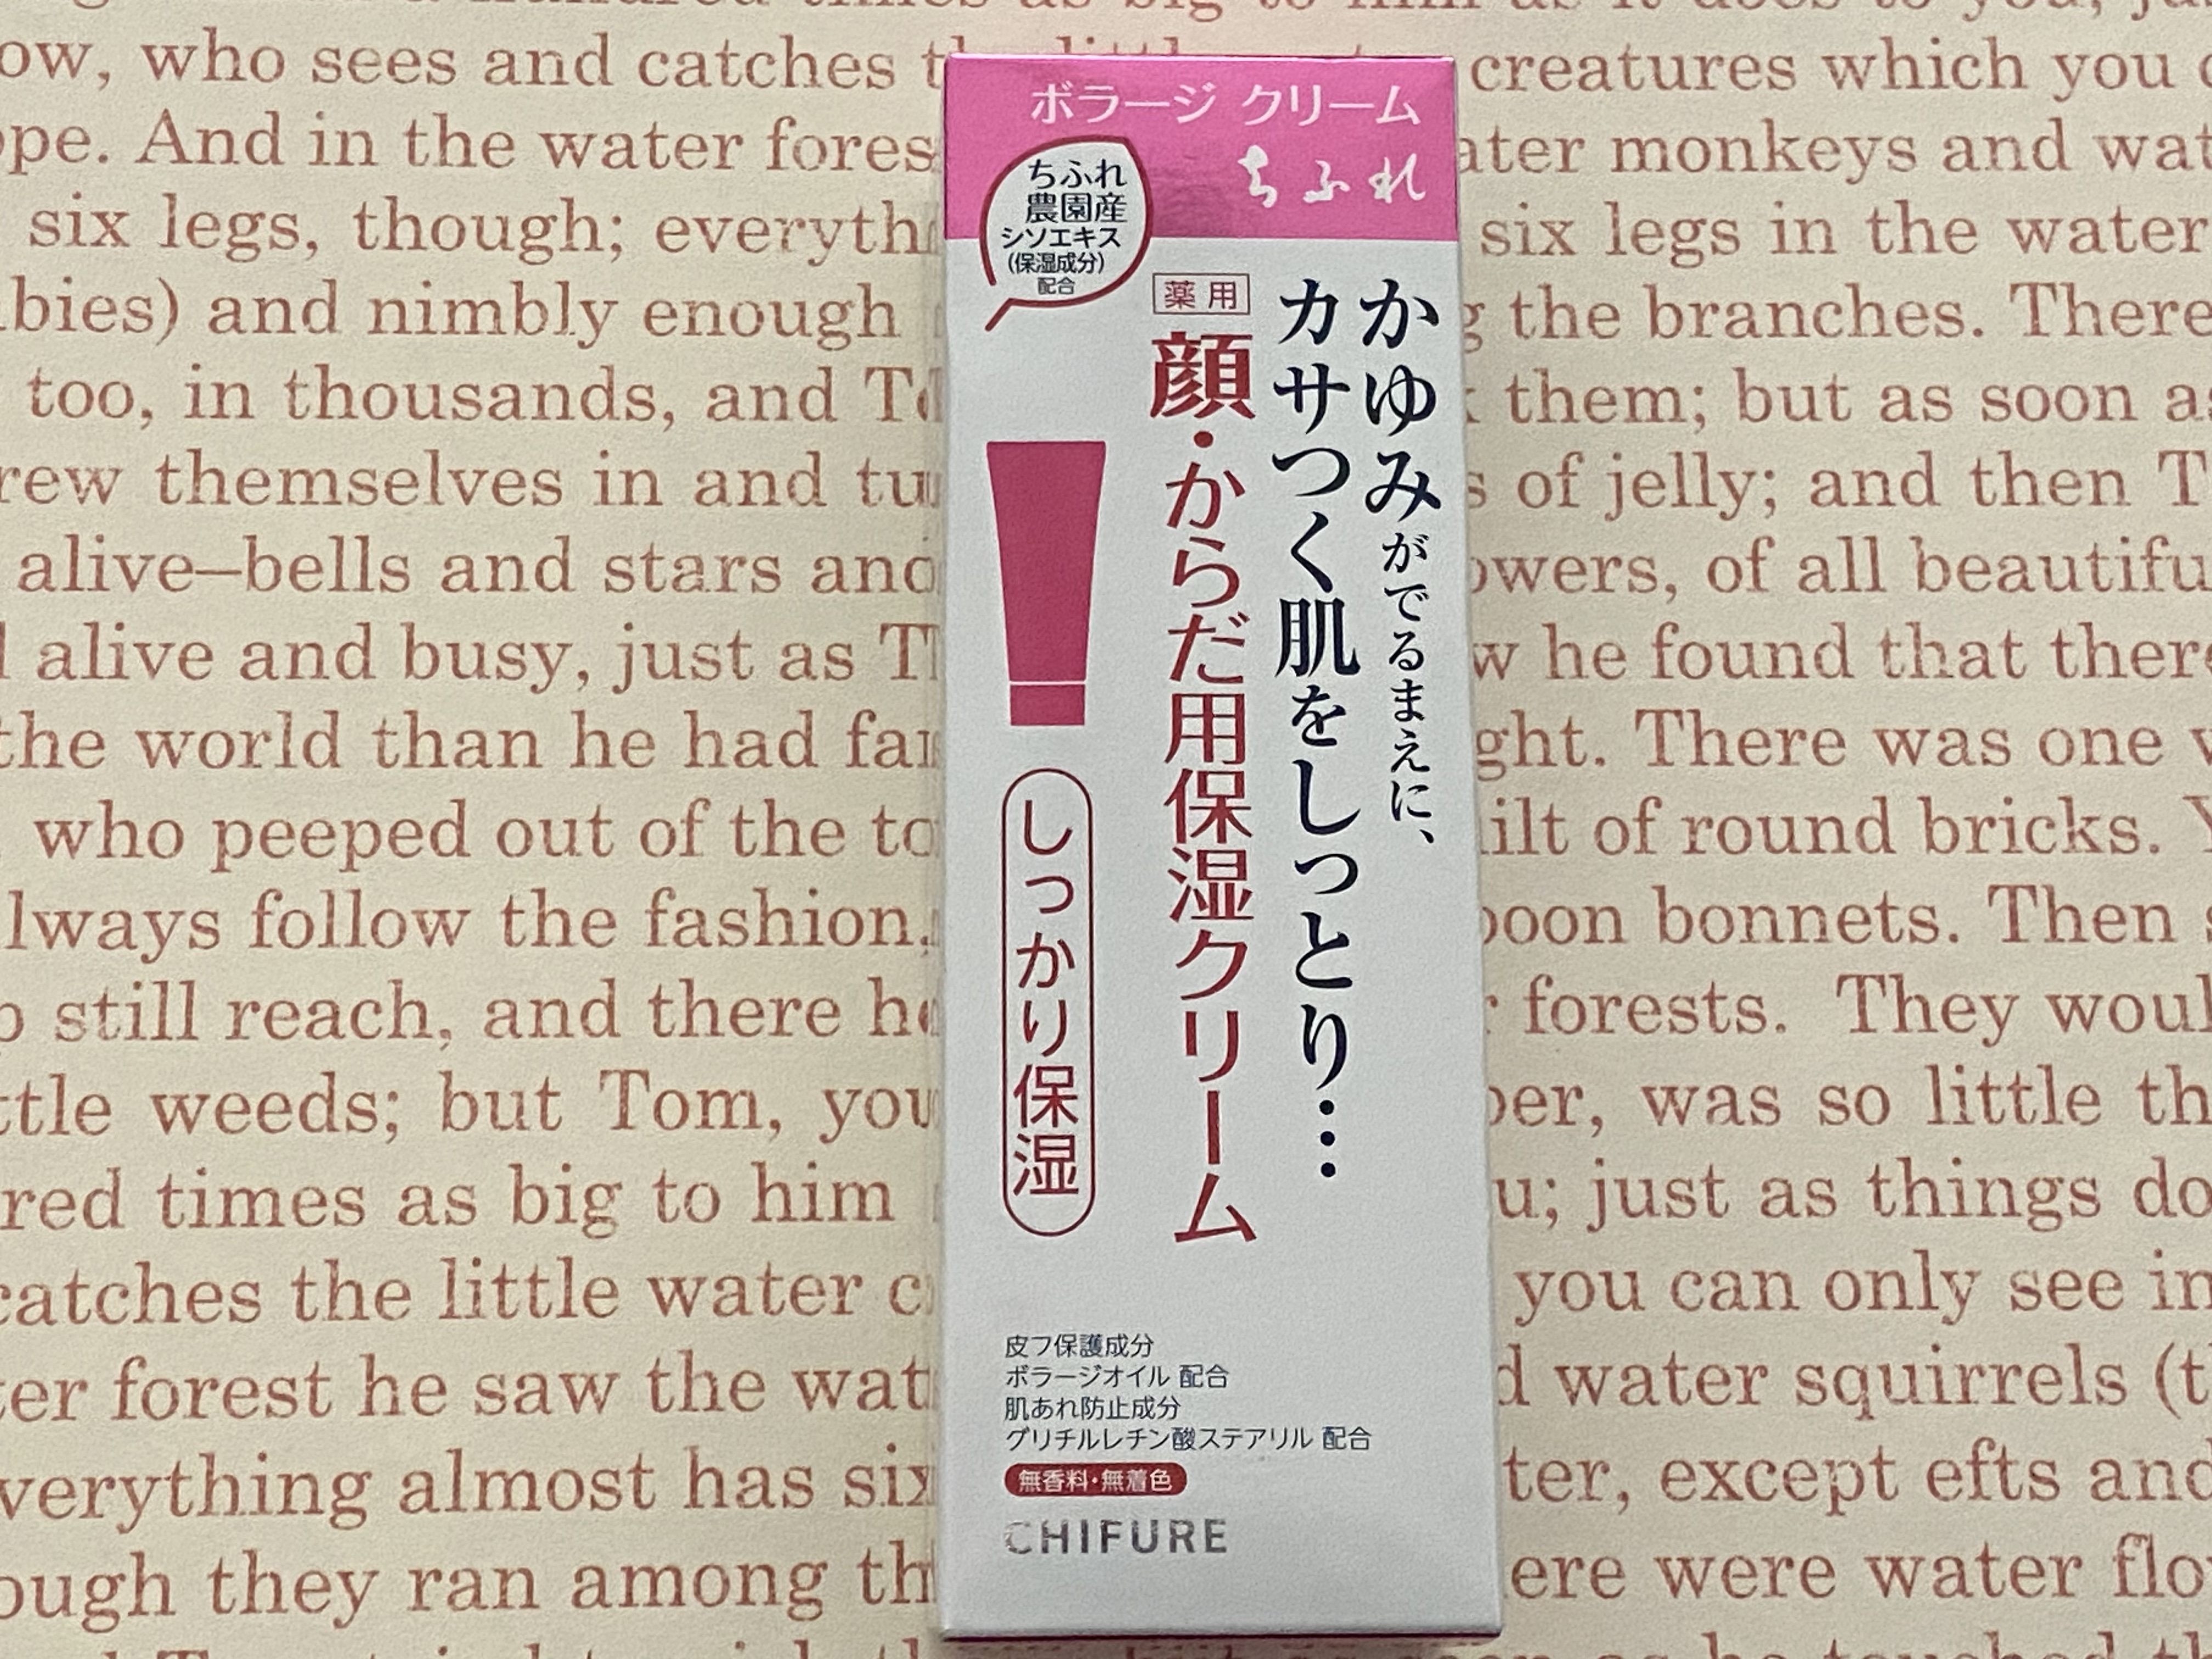 ow, who sees and catches
creatures which you
ope. And in the water fores
ater monkeys and wat
six legs, though; everyth
six legs in the water
bies) and nimbly enough
the branches. There
too, in thousands, and
them; but as soon
rew themselves in and tu
of jelly; and then
alive—bells and stars and
owers, of all beautifu
alive and busy, just as
he found that there
the world than he had
ght. There was one
who peeped out of the
ilt of round bricks.
lways follow the fashion,
poon bonnets. Then
still reach, and there
forests. They woul
ttle weeds; but Tom, you
per, was so little
red times as big to him
u; just as things do
catches the little water
you can only see in
ter forest he saw the wat
water squirrels
verything almost has six
ter, except efts and
ough they ran among
ere were water flo
ボラージ クリーム
ちふれ
ちふれ
農園産
シソエキス
(保湿成分)
配合
かゆみがでるまえに、
カサつく肌をしっとり…
薬用
顔・からだ用保湿クリーム
しっかり保湿
皮フ保護成分
ボラージオイル 配合
肌あれ防止成分
グリチルレチン酸ステアリル 配合
無香料・無着色
CHIFURE